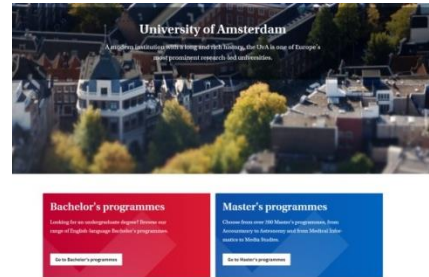 University of Amsterdam
A modern institution with a long and rich history, the UvA is one of Europe's
most prominent research-led universities.
Bachelor's programmes
Looking for an undergraduate degree? Browse our
range of English-language Bachelor's programmes.
Go to Bachelor's programmes
Master's programmes
Choose from over 200 Master's programmes, from
Accountancy to Astronomy and from Medical Infor-
matics to Media Studies.
Go to Master's programmes